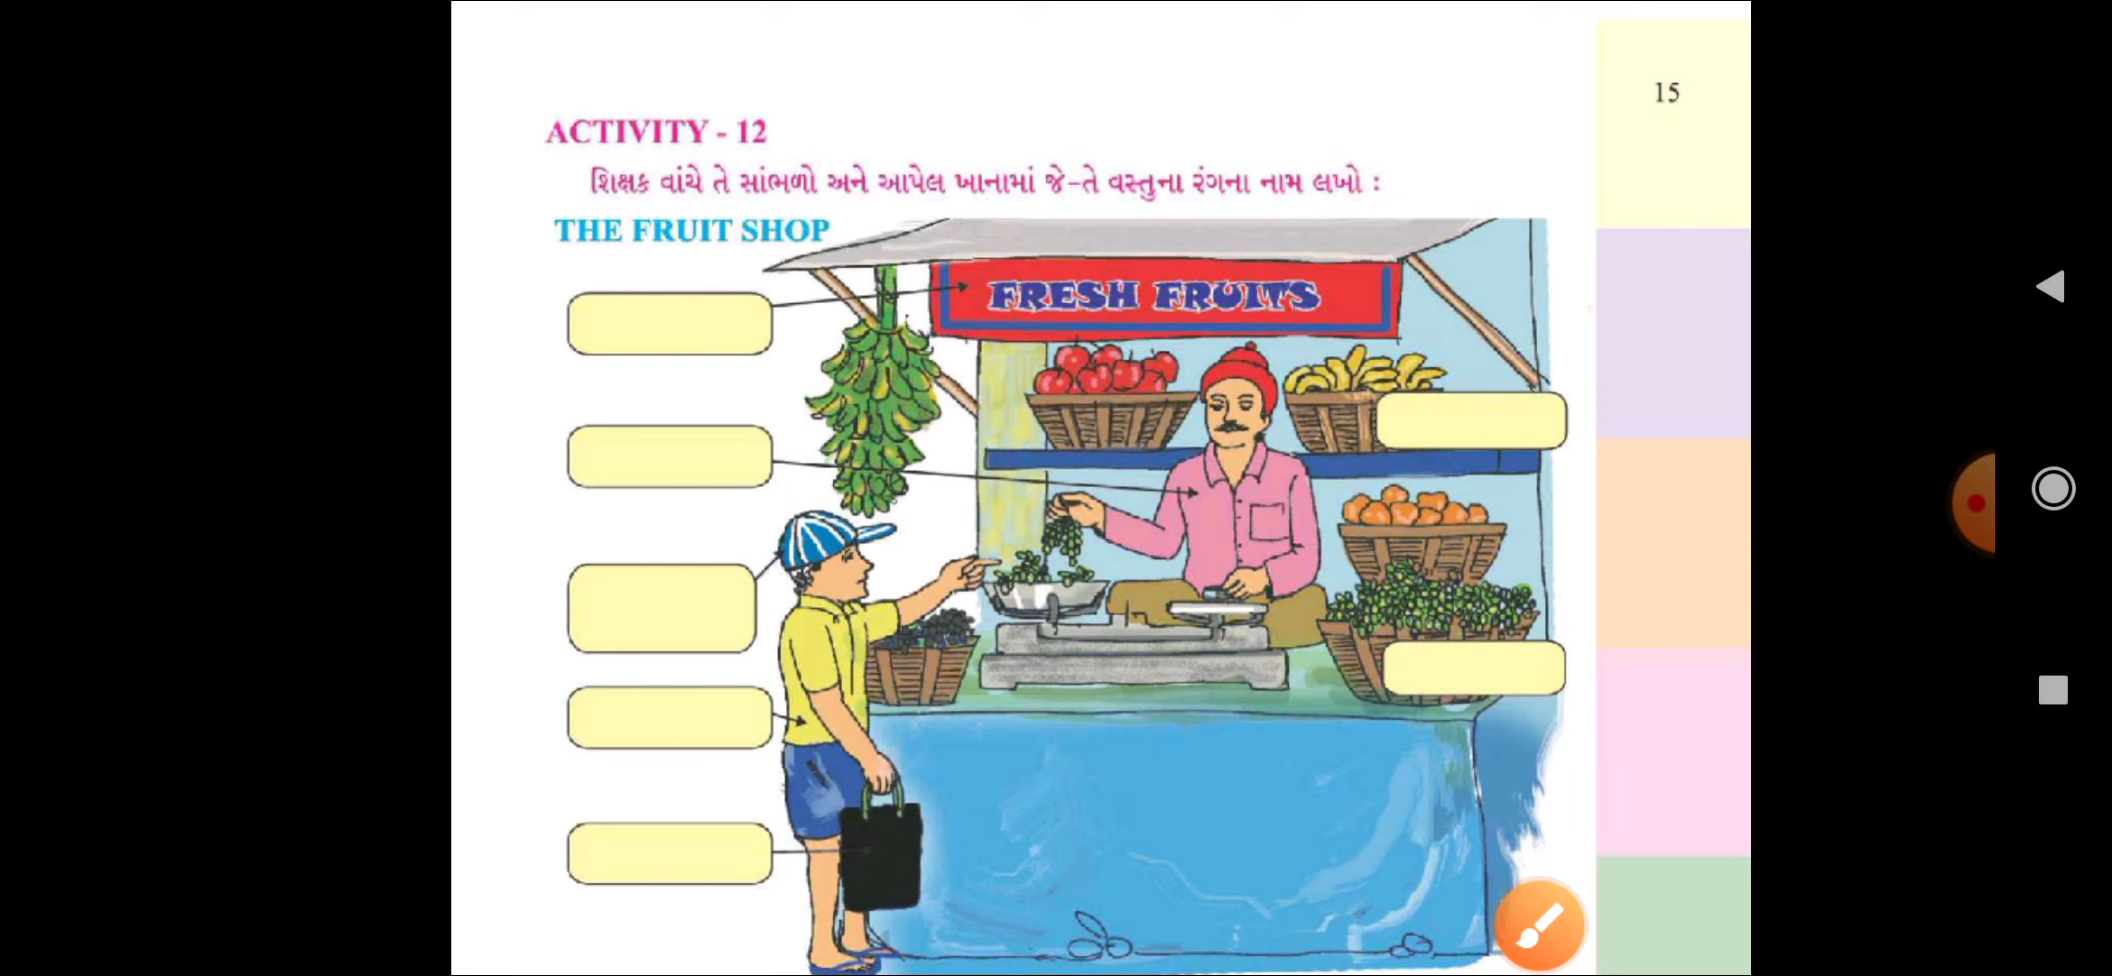 15
ACTIVITY - 12
શિક્ષક વાંચે તે સાંભળો અને આપેલ ખાનામાં જે-તે વસ્તુના રંગના નામ લખો :
THE FRUIT SHOP
FRESH FRUITS